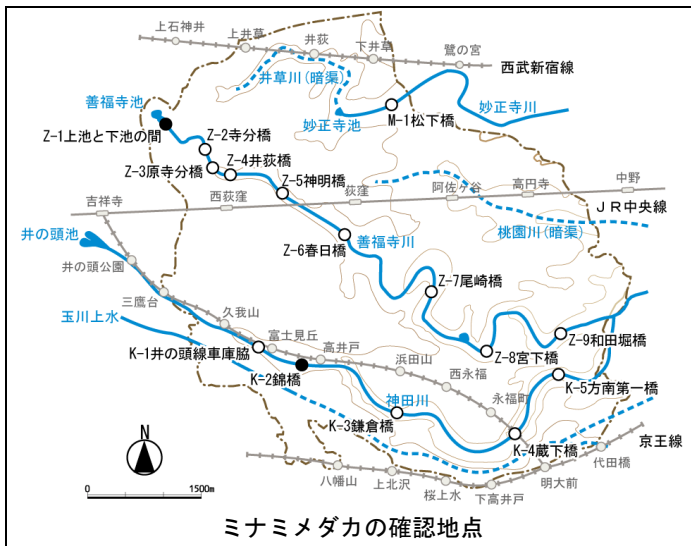 上石神井
上井草
井荻
下井草
鷺の宮
西武新宿線
井草川(暗渠)
善福寺池
妙正寺池
M-1松下橋
妙正寺川
Z-1上池と下池の間
Z-2寺分橋
Z-3原寺分橋
Z-4井荻橋
Z-5神明橋
吉祥寺
西荻窪
荻窪
阿佐ヶ谷
高円寺
中野
JR中央線
井の頭池
Z-6春日橋
善福寺川
桃園川(暗渠)
井の頭公園
Z-7尾崎橋
三鷹台
玉川上水
久我山
富士見丘
高井戸
Z-9和田堀橋
K-1井の頭線車庫脇
Z-8宮下橋
浜田山
K-2錦橋
西永福
K-5方南第一橋
神田川
永福町
K-3鎌倉橋
K-4蔵下橋
京王線
N
代田橋
八幡山
上北沢
桜上水
下高井戸
明大前
0
1500m
ミナミメダカの確認地点